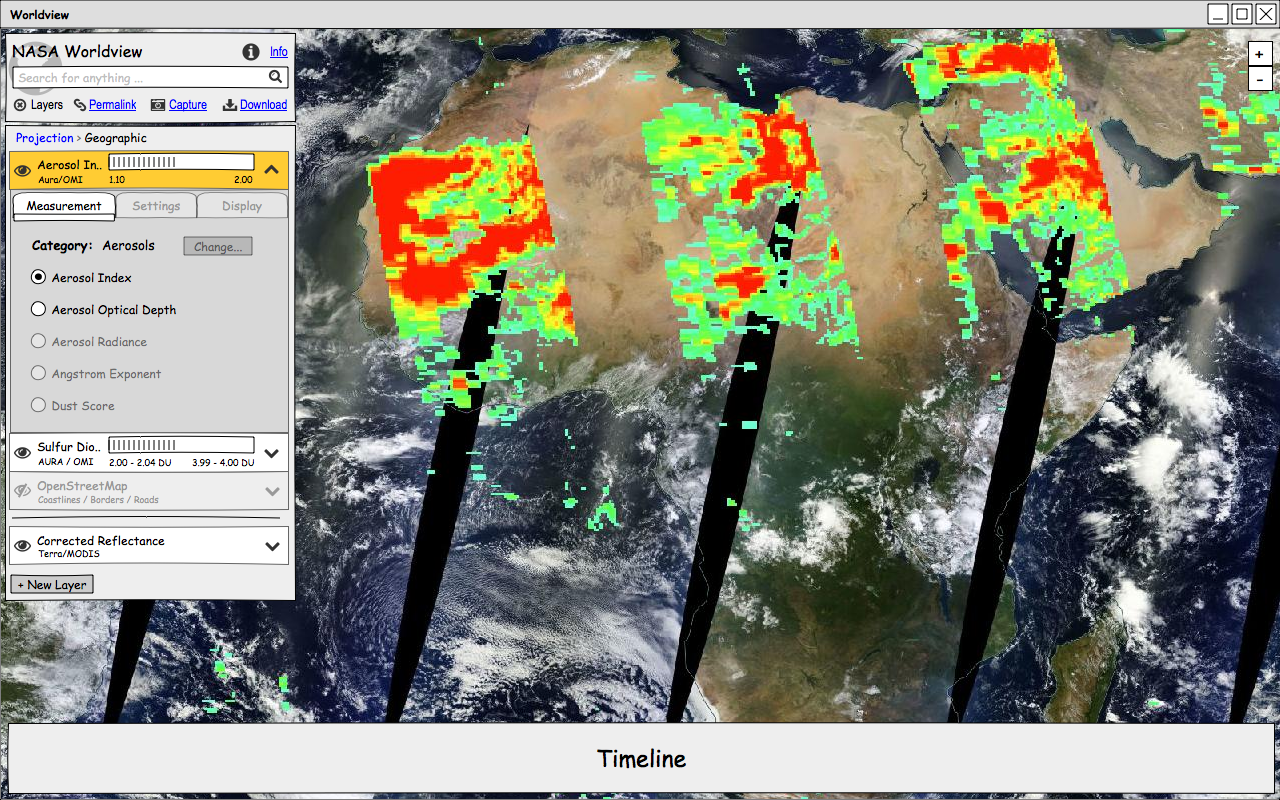 Worldview
NASA Worldview
Info
Search for anything ...
Layers Permalink Capture Download
Projection > Geographic
Aerosol In..
Aura/OMI 1.10 2.00
Measurement Settings Display
Category: Aerosols Change...
Aerosol Index
Aerosol Optical Depth
Aerosol Radiance
Angstrom Exponent
Dust Score
Sulfur Dio..
AURA / OMI 2.00 - 2.04 DU 3.99 - 4.00 DU
OpenStreetMap
Coastlines / Borders / Roads
Corrected Reflectance
Terra/MODIS
+ New Layer
+
-
Timeline